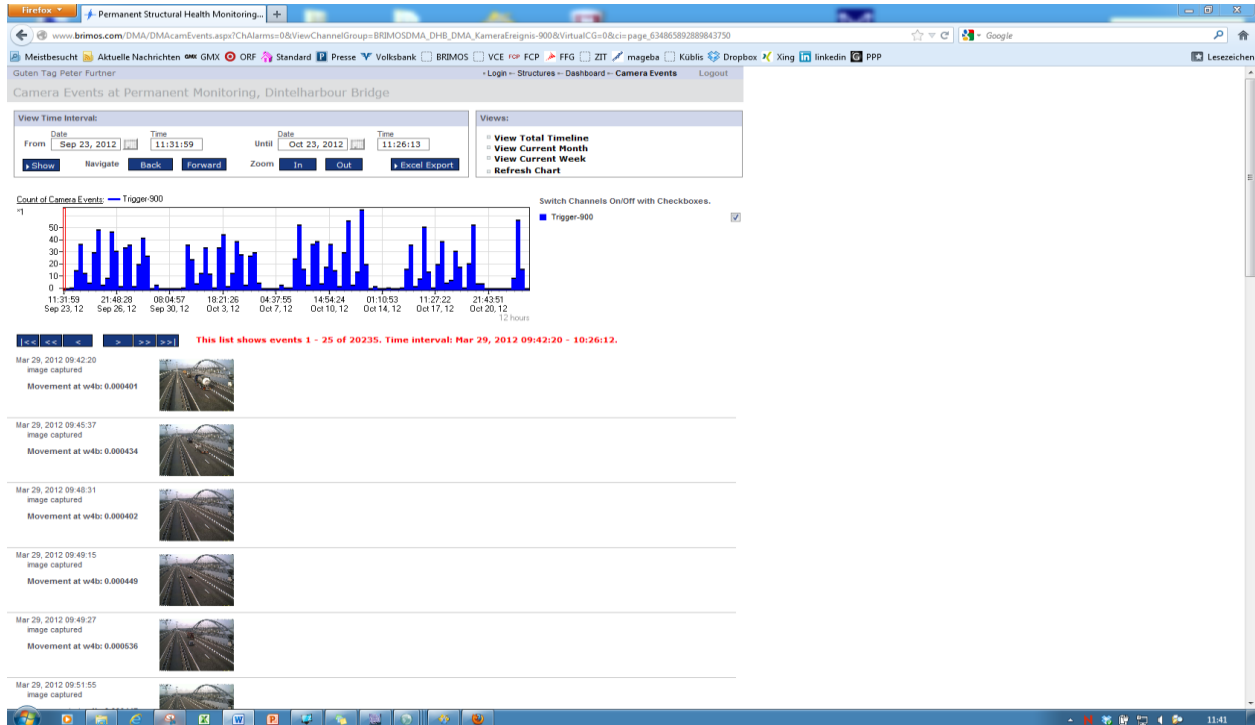 Firefox
Permanent Structural Health Monitoring...
www.brimos.com/DMA/DMAcamEvents.aspx?ChAlarms=0&ViewChannelGroup=BRIMOSDMA_DHB_DMA_KameraEreignis-900&VirtualCG=0&cispage_634865892889843750
Google
Meistbesucht Aktuelle Nachrichten GMX GMX ORF Standard Presse Volksbank BRIMOS VCE FCP FCP FFG ZIT mageba Küblis Dropbox Xing linkedin PPP Lesezeichen
Guten Tag Peter Furtner
Login Structures Dashboard Camera Events Logout
Camera Events at Permanent Monitoring, Dintelharbour Bridge
View Time Interval:
Date Time Date Time
From Sep 23, 2012 11:31:59 Until Oct 23, 2012 11:26:13
Show Navigate Back Forward Zoom In Out Excel Export
Views:
View Total Timeline
View Current Month
View Current Week
Refresh Chart
Count of Camera Events: Trigger-900
*1
50
40
30
20
10
0
11:31:59 21:48:28 08:04:57 18:21:26 04:37:55 14:54:24 01:10:53 11:27:22 21:43:51
Sep 23, 12 Sep 26, 12 Sep 30, 12 Oct 3, 12 Oct 7, 12 Oct 10, 12 Oct 14, 12 Oct 17, 12 Oct 20, 12
12 hours
Switch Channels On/Off with Checkboxes.
Trigger-900
|<< << < > >> >>| This list shows events 1 - 25 of 20235. Time interval: Mar 29, 2012 09:42:20 - 10:26:12.
Mar 29, 2012 09:42:20
image captured
Movement at w4b: 0.000401
Mar 29, 2012 09:45:37
image captured
Movement at w4b: 0.000434
Mar 29, 2012 09:48:31
image captured
Movement at w4b: 0.000402
Mar 29, 2012 09:49:15
image captured
Movement at w4b: 0.000449
Mar 29, 2012 09:49:27
image captured
Movement at w4b: 0.000536
Mar 29, 2012 09:51:55
image captured
11:41